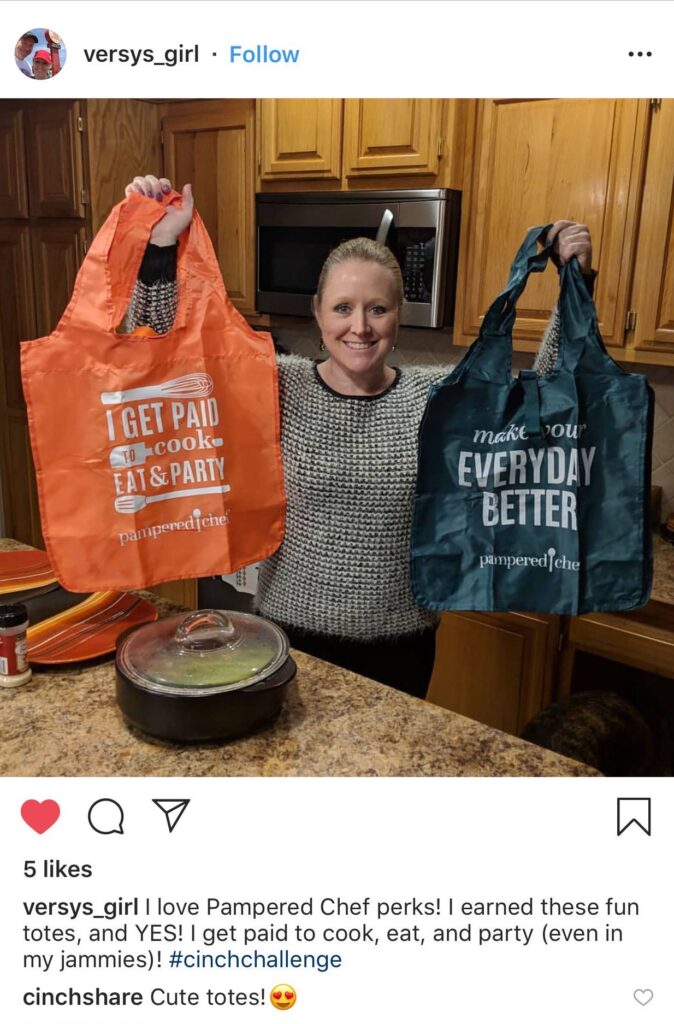 versys_girl · Follow
I GET PAID
TO cook
EAT & PARTY
pampered chef
make your
EVERYDAY
BETTER
pampered chef
5 likes
versys_girl I love Pampered Chef perks! I earned these fun
totes, and YES! I get paid to cook, eat, and party (even in
my jammies)! #cinchchallenge
cinchshare Cute totes!😍